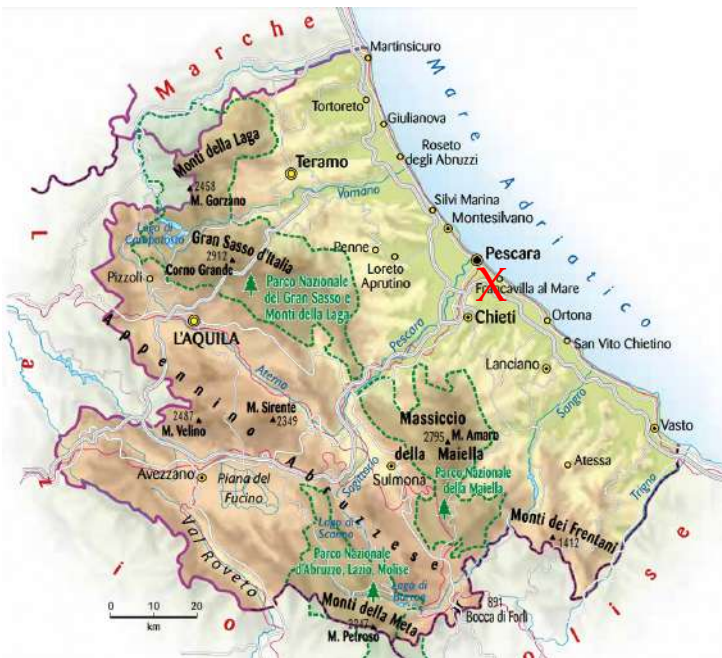 Marche
Martinsicuro
Tortoreto
Giulianova
Roseto
degli Abruzzi
Monti della Laga
2458
M. Gorzano
Teramo
Vomano
Silvi Marina
Montesilvano
Mare Adriatico
Lago di
Campotosto
Gran Sasso d'Italia
2912
Corno Grande
Pizzoli
Penne
Loreto
Aprutino
Pescara
X
Francavilla al Mare
Parco Nazionale
del Gran Sasso e
Monti della Laga
L'AQUILA
Pescara
Chieti
Ortona
San Vito Chietino
Lanciano
Aterno
M. Sirente
2349
2487
M. Velino
Appennino Abruzzese
Massiccio
della Maiella
2795
M. Amaro
Parco Nazionale
della Maiella
Sangro
Vasto
Atessa
Trigno
Avezzano
Piana del
Fucino
Sagittario
Sulmona
Val Roveto
Lago di
Scanno
Parco Nazionale
d'Abruzzo, Lazio, Molise
Lago di
Monti dei Frentani
1412
Monti della Meta
M. Petroso
891
Bocca di Forlì
Lazio
olise
0 10 20
km